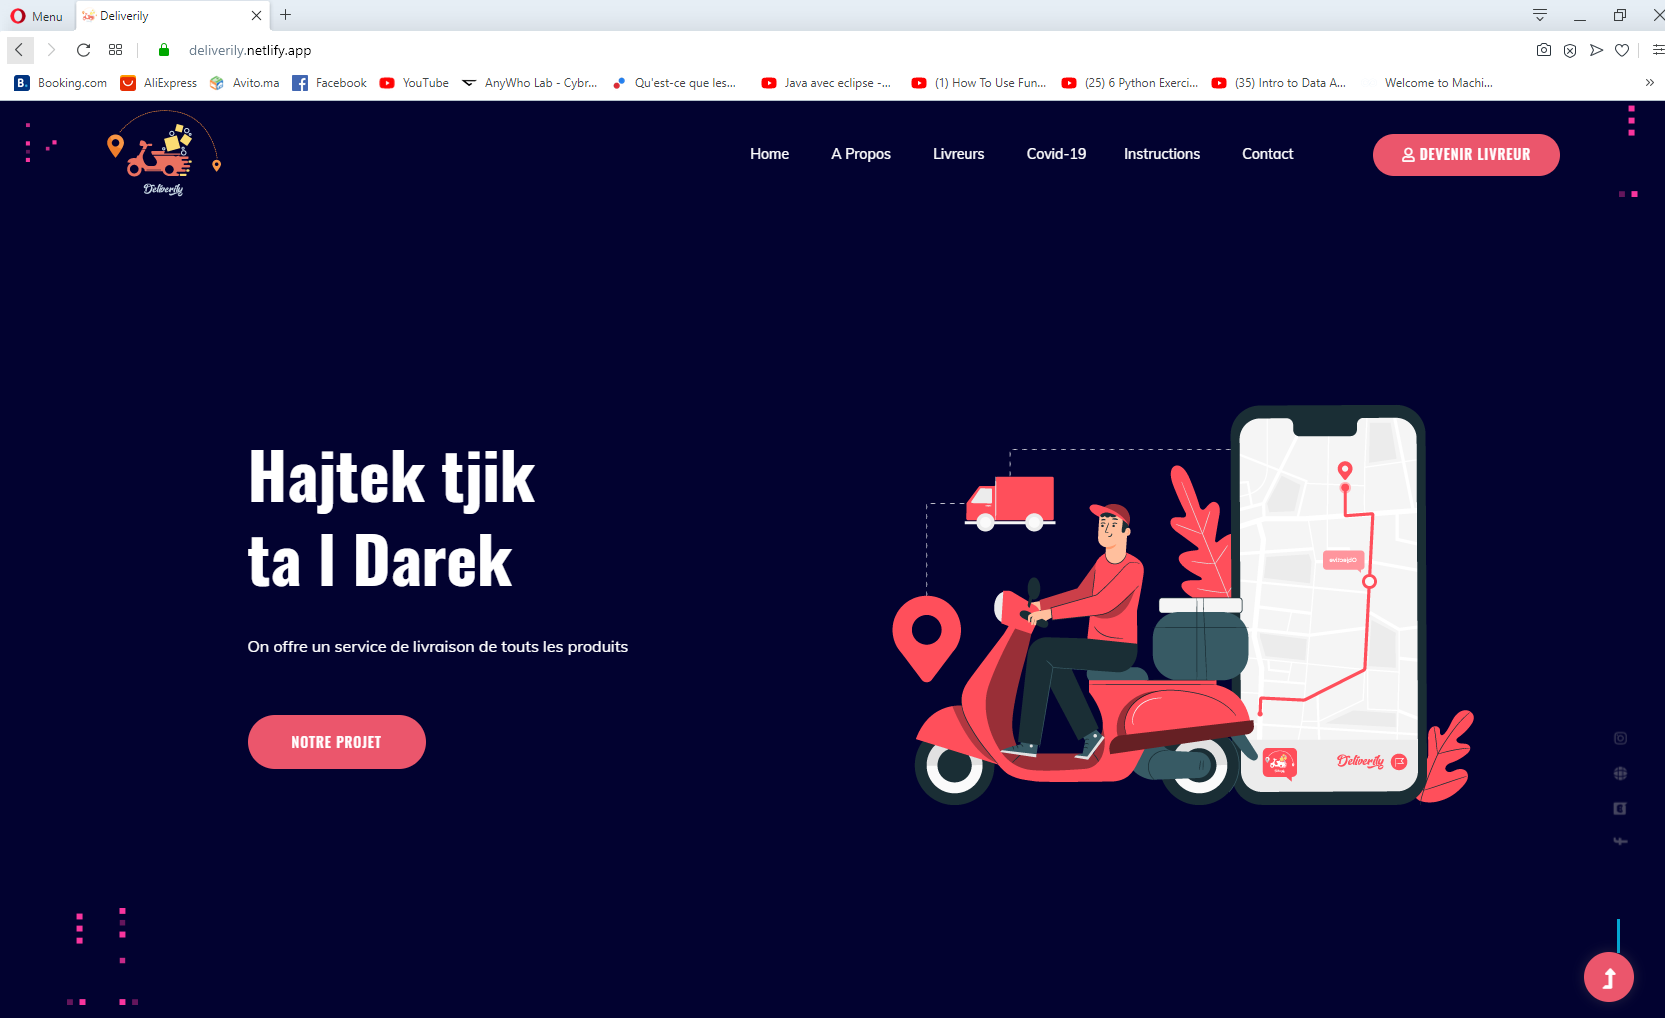 Menu
Deliverily
deliverily.netlify.app
Booking.com
AliExpress
Avito.ma
Facebook
YouTube
AnyWho Lab - Cybr...
Qu'est-ce que les...
Java avec eclipse -...
(1) How To Use Fun...
(25) 6 Python Exerci...
(35) Intro to Data A...
Welcome to Machi...
»
Deliverily
Home
A Propos
Livreurs
Covid-19
Instructions
Contact
DEVENIR LIVREUR
Hajtek tjik
ta l Darek
On offre un service de livraison de touts les produits
NOTRE PROJET
Objective
Deliverily